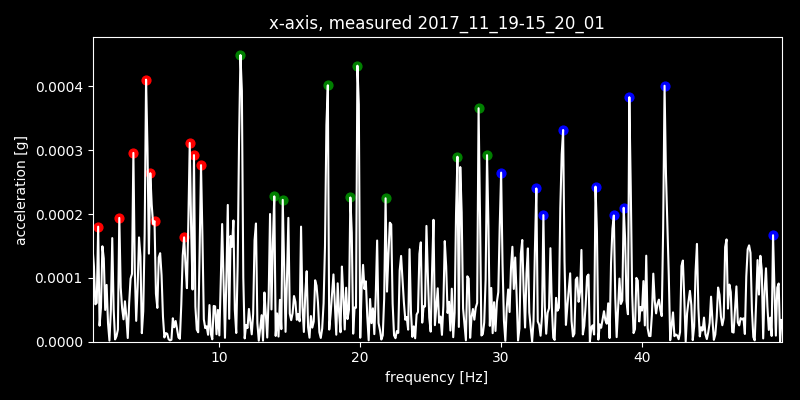 x-axis, measured 2017_11_19-15_20_01
acceleration [g]
0.0004
0.0003
0.0002
0.0001
0.0000
10 20 30 40
frequency [Hz]